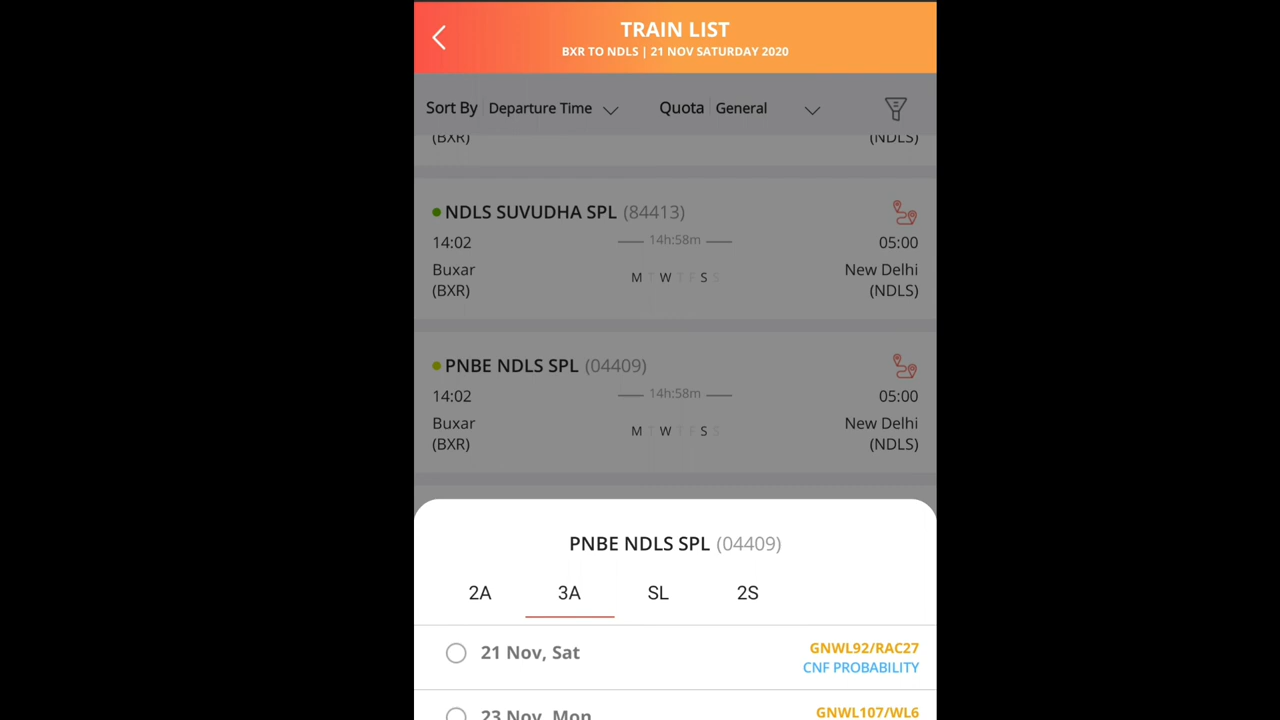 TRAIN LIST
BXR TO NDLS | 21 NOV SATURDAY 2020
Sort By Departure Time Quota General
(BXR) (NDLS)
NDLS SUVUDHA SPL (84413)
14:02 14h:58m 05:00
Buxar M T W T F S S New Delhi
(BXR) (NDLS)
PNBE NDLS SPL (04409)
14:02 14h:58m 05:00
Buxar M T W T F S S New Delhi
(BXR) (NDLS)
PNBE NDLS SPL (04409)
2A 3A SL 2S
21 Nov, Sat GNWL92/RAC27
CNF PROBABILITY
23 Nov, Mon GNWL107/WL6